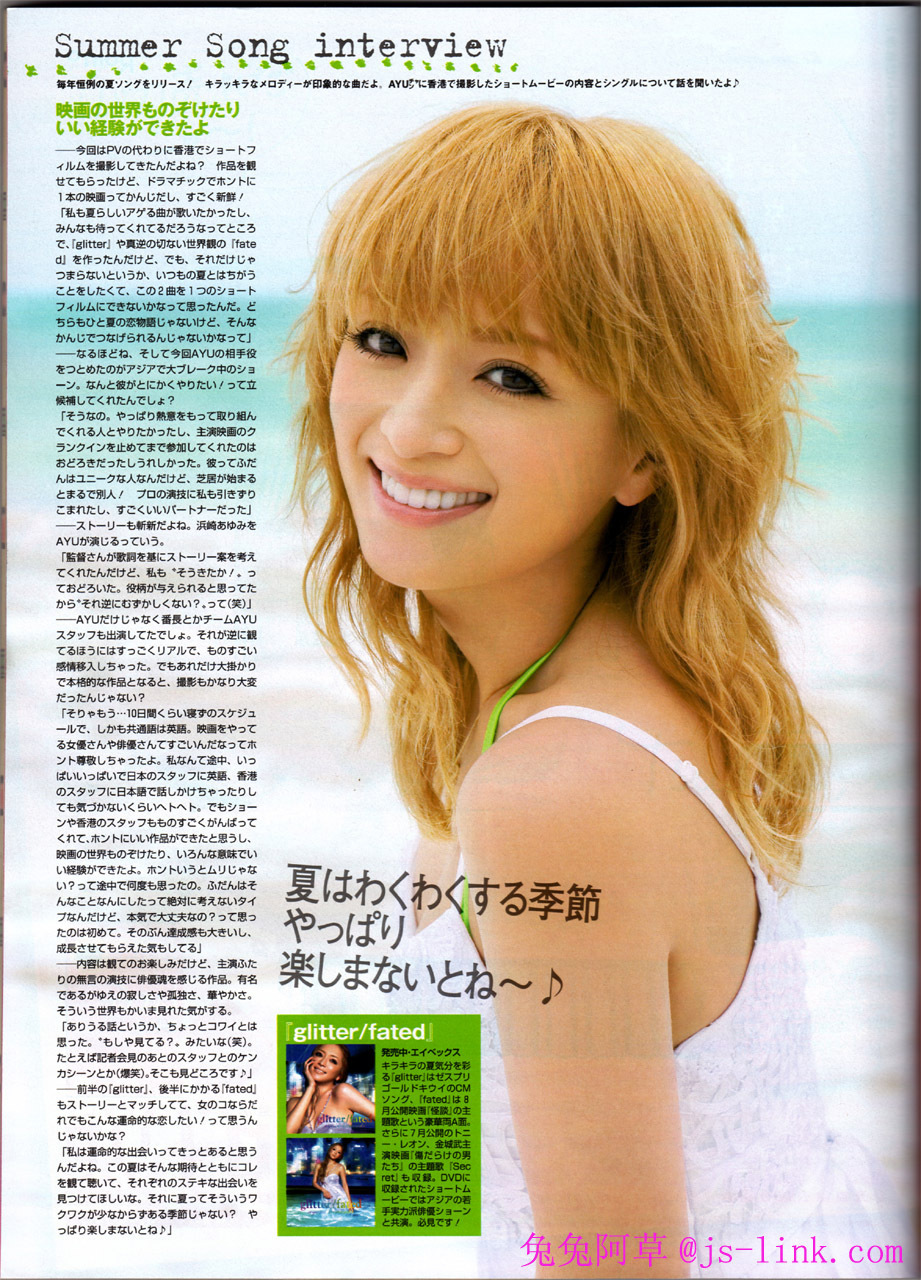 Summer Song interview
毎年恒例の夏ソングをリリース！　キラッキラなメロディーが印象的な曲だよ。AYUに香港で撮影したショートムービーの内容とシングルについて話を聞いたよ♪
映画の世界ものぞけたり
いい経験ができたよ
――今回はPVの代わりに香港でショートフ
ィルムを撮影してきたんだよね？　作品を観
せてもらったけど、ドラマチックでホントに
１本の映画ってかんじだし、すごく新鮮！
「私も夏らしいアゲる曲が歌いたかったし、
みんなも待ってくれてるだろうなってところ
で、『glitter』や真逆の切ない世界観の『fate
d』を作ったんだけど、でも、それだけじゃ
つまらないというか、いつもの夏とはちがう
ことをしたくて、この２曲を１つのショート
フィルムにできないかなって思ったんだ。ど
ちらもひと夏の恋物語じゃないけど、そんな
かんじでつなげられるんじゃないかなって」
――なるほどね、そして今回AYUの相手役
をつとめたのがアジアで大ブレーク中のショ
ーン。なんと彼がとにかくやりたい！って立
候補してくれたんでしょ？
「そうなの。やっぱり熱意をもって取り組ん
でくれる人とやりたかったし、主演映画のク
ランクインを止めてまで参加してくれたのは
おどろきだったしうれしかった。彼ってふだ
んはユニークな人なんだけど、芝居が始まる
とまるで別人！　プロの演技に私も引きずり
こまれたし、すごくいいパートナーだった」
――ストーリーも斬新だよね。浜崎あゆみを
AYUが演じるっていう。
「監督さんが歌詞を基にストーリー案を考え
てくれたんだけど、私も〝そうきたか！〟っ
ておどろいた。役柄が与えられると思ってた
から〝それ逆にむずかしくない？〟って（笑）」
――AYUだけじゃなく番長とかチームAYU
スタッフも出演してたでしょ。それが逆に観
てるほうにはすっごくリアルで、ものすごい
感情移入しちゃった。でもあれだけ大掛かり
で本格的な作品となると、撮影もかなり大変
だったんじゃない？
「そりゃもう…10日間くらい寝ずのスケジュ
ールで、しかも共通語は英語。映画をやって
る女優さんや俳優さんてすごいんだなってホ
ント尊敬しちゃったよ。私なんて途中、いっ
ぱいいっぱいで日本のスタッフに英語、香港
のスタッフに日本語で話しかけちゃったりし
ても気づかないくらいヘトヘト。でもショー
ンや香港のスタッフもものすごくがんばって
くれて、ホントにいい作品ができたと思うし、
映画の世界ものぞけたり、いろんな意味でい
い経験ができたよ。ホントいうとムリじゃな
い？って途中で何度も思ったの。ふだんはそ
んなことなんにしたって絶対に考えないタイ
プなんだけど、本気で大丈夫なの？って思っ
たのは初めて。そのぶん達成感も大きいし、
成長させてもらえた気もしてる」
――内容は観てのお楽しみだけど、主演ふた
りの無言の演技に俳優魂を感じる作品。有名
であるがゆえの寂しさや孤独さ、華やかさ。
そういう世界もかいま見れた気がする。
「ありうる話というか、ちょっとコワイとは
思った。〝もしや見てる？〟みたいな（笑）。
たとえば記者会見のあとのスタッフとのケン
カシーンとか（爆笑）。そこも見どころです♪」
――前半の『glitter』、後半にかかる『fated』
もストーリーとマッチしてて、女のコならだ
れでもこんな運命的な恋したい！って思うん
じゃないかな？
「私は運命的な出会いってきっとあると思う
んだよね。この夏はそんな期待とともにコレ
を観て聴いて、それぞれのステキな出会いを
見つけてほしいな。それに夏ってそういうワ
クワクが少なからずある季節じゃない？　や
っぱり楽しまないとね♪」
夏はわくわくする季節
やっぱり
楽しまないとね〜♪
『glitter/fated』
発売中・エイベックス
キラキラの夏気分を彩
る『glitter』はゼスプリ
ゴールドキウイのCM
ソング、『fated』は８
月公開映画『怪談』の主
題歌という豪華両A面。
さらに７月公開のトニ
ー・レオン、金城武主
演映画『傷だらけの男
たち』の主題歌『Sec
ret』も収録。DVDに
収録されたショートム
ービーではアジアの若
手実力派俳優ショーン
と共演。必見です！
glitter/fated
glitter/fated
兔兔阿草@js-link.com